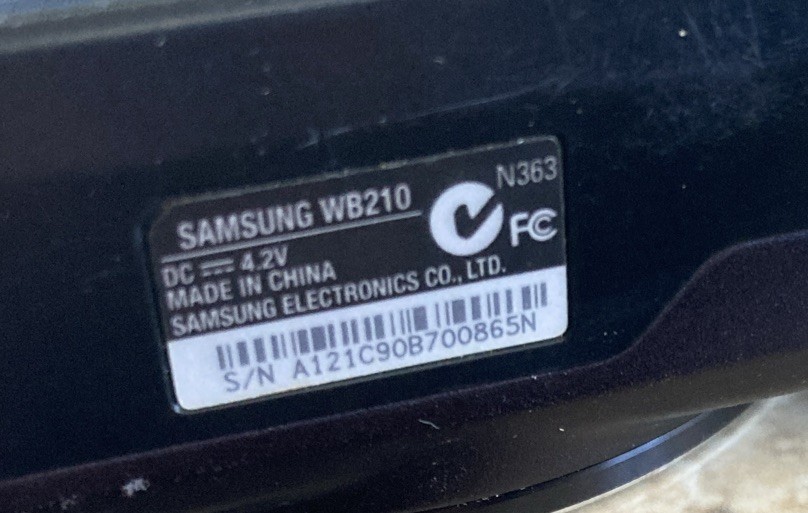 SAMSUNG WB210
N363
FC
DC ⎓ 4.2V
MADE IN CHINA
SAMSUNG ELECTRONICS CO., LTD.
S/N A121C90B700865N